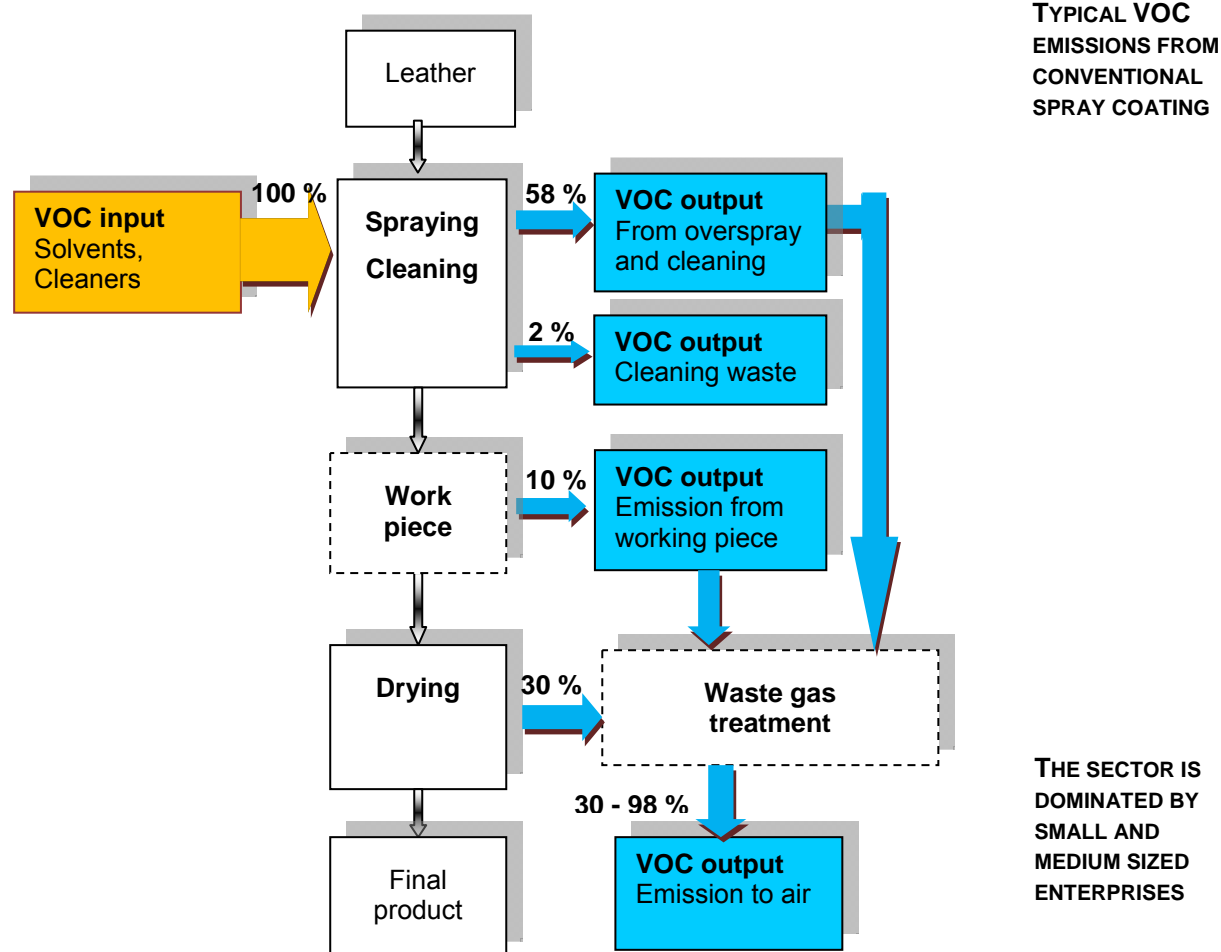 TYPICAL VOC
EMISSIONS FROM
CONVENTIONAL
SPRAY COATING
Leather
100 %
VOC input
Solvents,
Cleaners
Spraying
Cleaning
58 %
VOC output
From overspray
and cleaning
2 %
VOC output
Cleaning waste
Work
piece
10 %
VOC output
Emission from
working piece
Drying
30 %
Waste gas
treatment
30 - 98 %
VOC output
Emission to air
Final
product
THE SECTOR IS
DOMINATED BY
SMALL AND
MEDIUM SIZED
ENTERPRISES